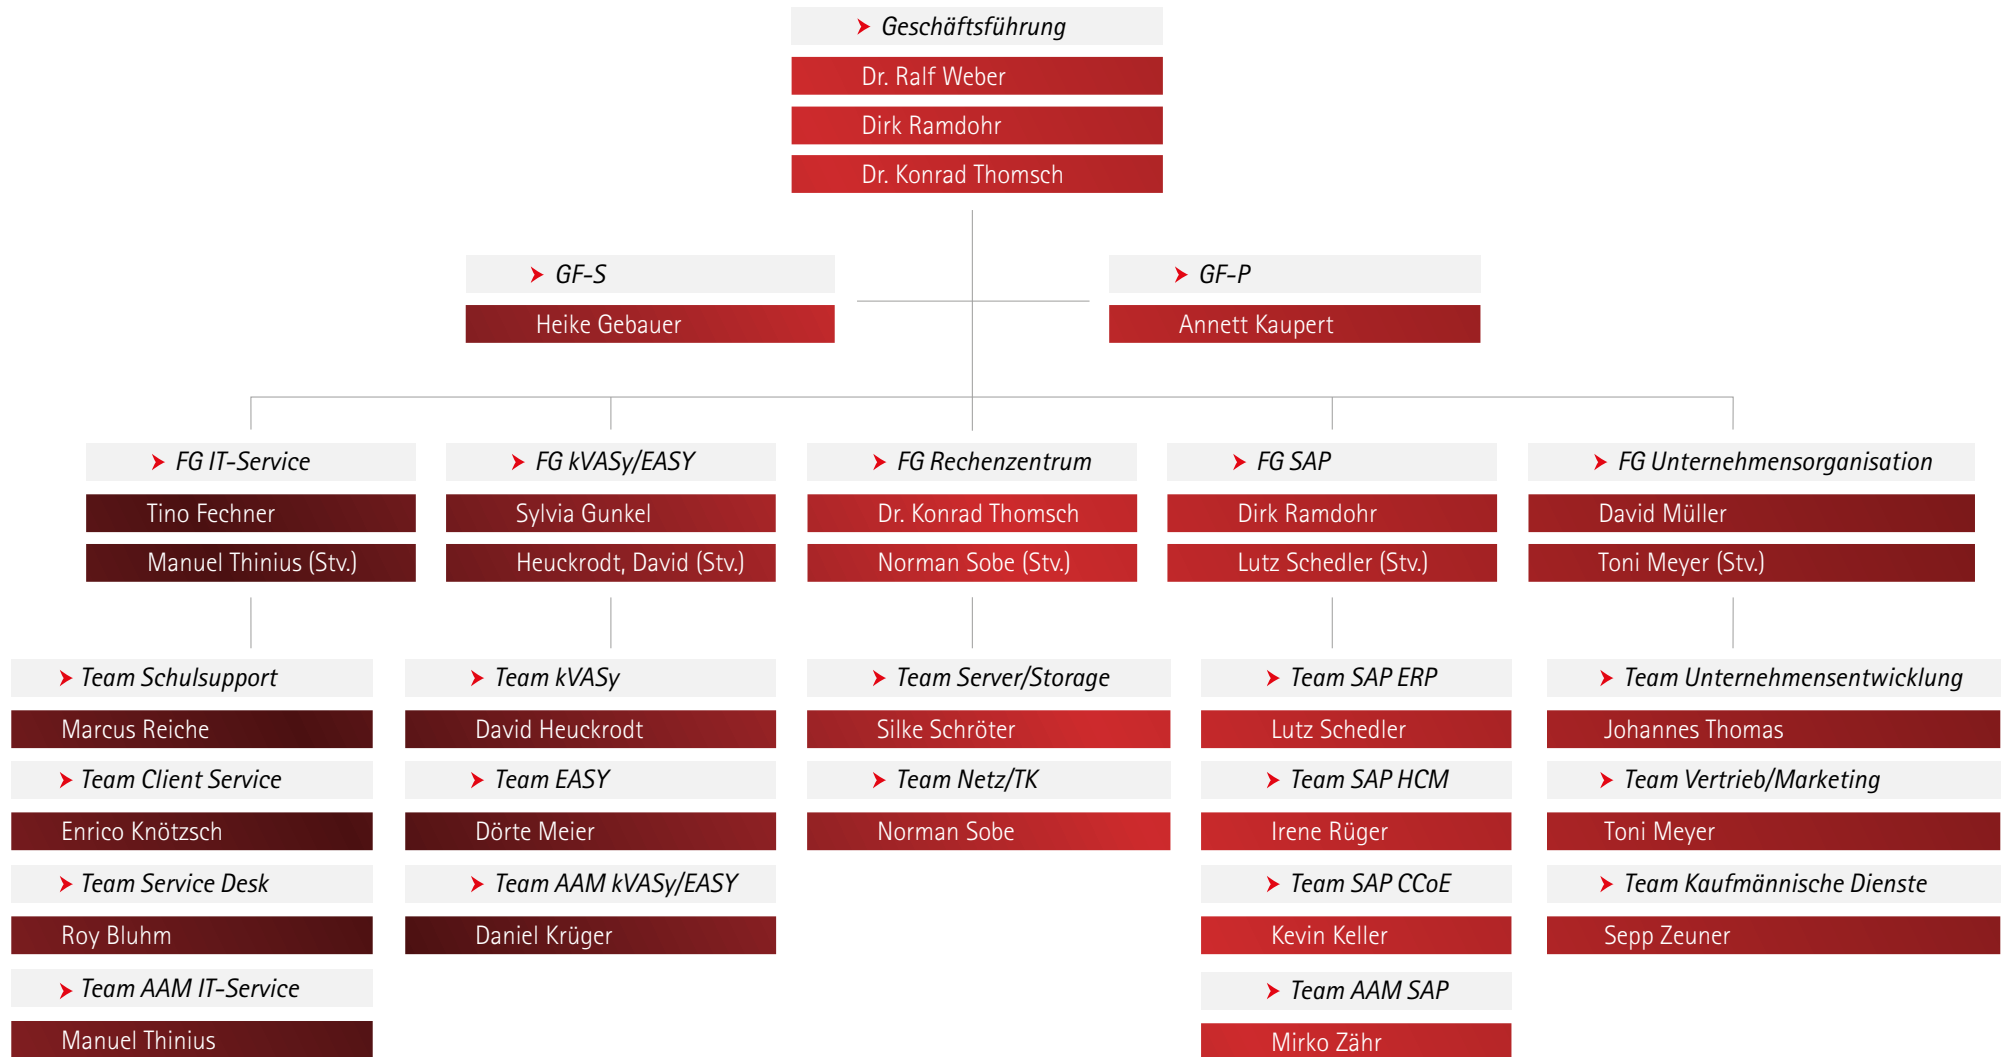 Geschäftsführung
Dr. Ralf Weber
Dirk Ramdohr
Dr. Konrad Thomsch
GF-S
Heike Gebauer
GF-P
Annett Kaupert
FG IT-Service
Tino Fechner
Manuel Thinius (Stv.)
FG kVASy/EASY
Sylvia Gunkel
Heuckrodt, David (Stv.)
FG Rechenzentrum
Dr. Konrad Thomsch
Norman Sobe (Stv.)
FG SAP
Dirk Ramdohr
Lutz Schedler (Stv.)
FG Unternehmensorganisation
David Müller
Toni Meyer (Stv.)
Team Schulsupport
Marcus Reiche
Team Client Service
Enrico Knötzsch
Team Service Desk
Roy Bluhm
Team AAM IT-Service
Manuel Thinius
Team kVASy
David Heuckrodt
Team EASY
Dörte Meier
Team AAM kVASy/EASY
Daniel Krüger
Team Server/Storage
Silke Schröter
Team Netz/TK
Norman Sobe
Team SAP ERP
Lutz Schedler
Team SAP HCM
Irene Rüger
Team SAP CCoE
Kevin Keller
Team AAM SAP
Mirko Zähr
Team Unternehmensentwicklung
Johannes Thomas
Team Vertrieb/Marketing
Toni Meyer
Team Kaufmännische Dienste
Sepp Zeuner